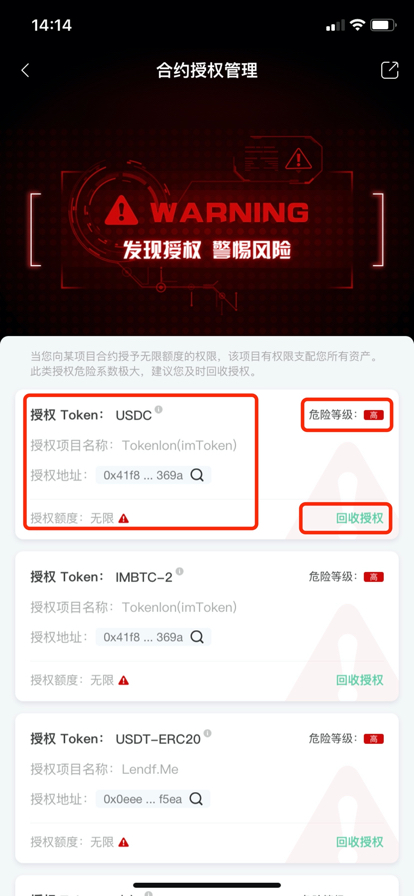 14:14
合约授权管理
WARNING
发现授权 警惕风险
当您向某项目合约授予无限额度的权限，该项目有权限支配您所有资产。
此类授权危险系数极大，建议您及时回收授权。
授权 Token： USDC
危险等级： 高
授权项目名称： Tokenlon(imToken)
授权地址： 0x41f8 ... 369a
授权额度： 无限
回收授权
授权 Token： IMBTC-2
危险等级： 高
授权项目名称： Tokenlon(imToken)
授权地址： 0x41f8 ... 369a
授权额度： 无限
回收授权
授权 Token： USDT-ERC20
危险等级： 高
授权项目名称： Lendf.Me
授权地址： 0x0eee ... f5ea
授权额度： 无限
回收授权